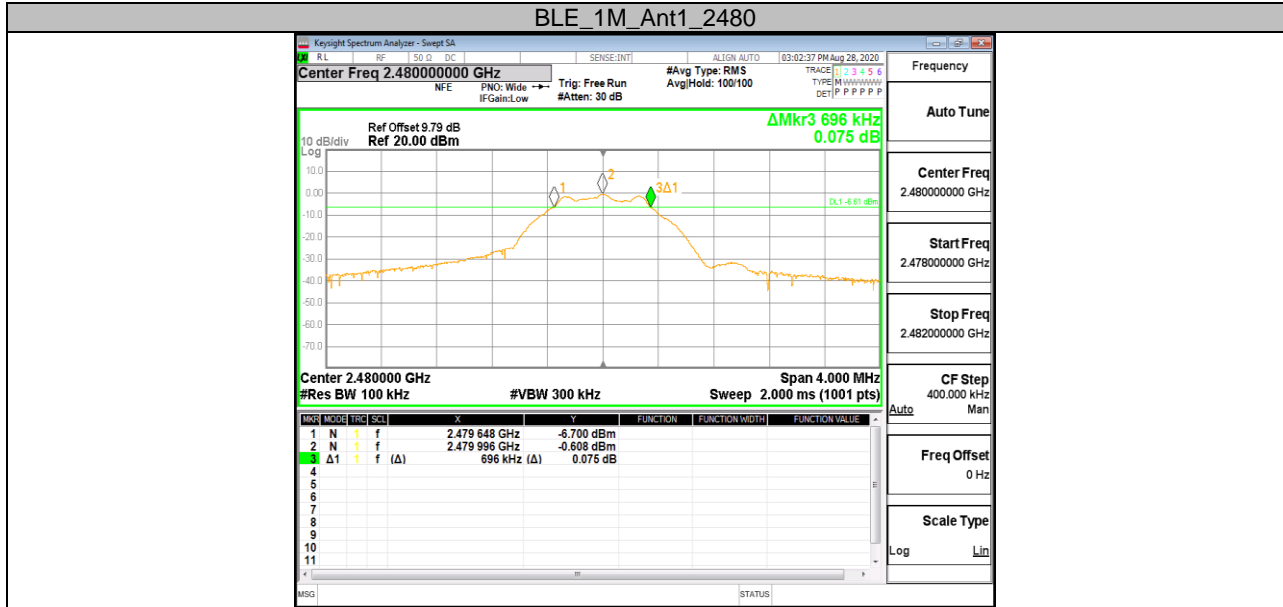 BLE_1M_Ant1_2480
Keysight Spectrum Analyzer - Swept SA
RL RF 50 Ω DC SENSE:INT ALIGN AUTO 03:02:37 PM Aug 28, 2020
Center Freq 2.480000000 GHz
NFE PNO: Wide Trig: Free Run #Avg Type: RMS TRACE 1 2 3 4 5 6
IFGain:Low #Atten: 30 dB Avg|Hold: 100/100 TYPE M W W W W W
DET P P P P P P
Ref Offset 9.79 dB
10 dB/div Ref 20.00 dBm
Log
ΔMkr3 696 kHz
0.075 dB
10.0
0.00
-10.0
-20.0
-30.0
-40.0
-50.0
-60.0
-70.0
1 2 3Δ1
DL1 -6.61 dBm
Center 2.480000 GHz Span 4.000 MHz
#Res BW 100 kHz #VBW 300 kHz Sweep 2.000 ms (1001 pts)
MKR MODE TRC SCL X Y FUNCTION FUNCTION WIDTH FUNCTION VALUE
1 N 1 f 2.479 648 GHz -6.700 dBm
2 N 1 f 2.479 996 GHz -0.608 dBm
3 Δ1 1 f (Δ) 696 kHz (Δ) 0.075 dB
4
5
6
7
8
9
10
11
MSG STATUS
Frequency
Auto Tune
Center Freq
2.480000000 GHz
Start Freq
2.478000000 GHz
Stop Freq
2.482000000 GHz
CF Step
400.000 kHz
Auto Man
Freq Offset
0 Hz
Scale Type
Log Lin